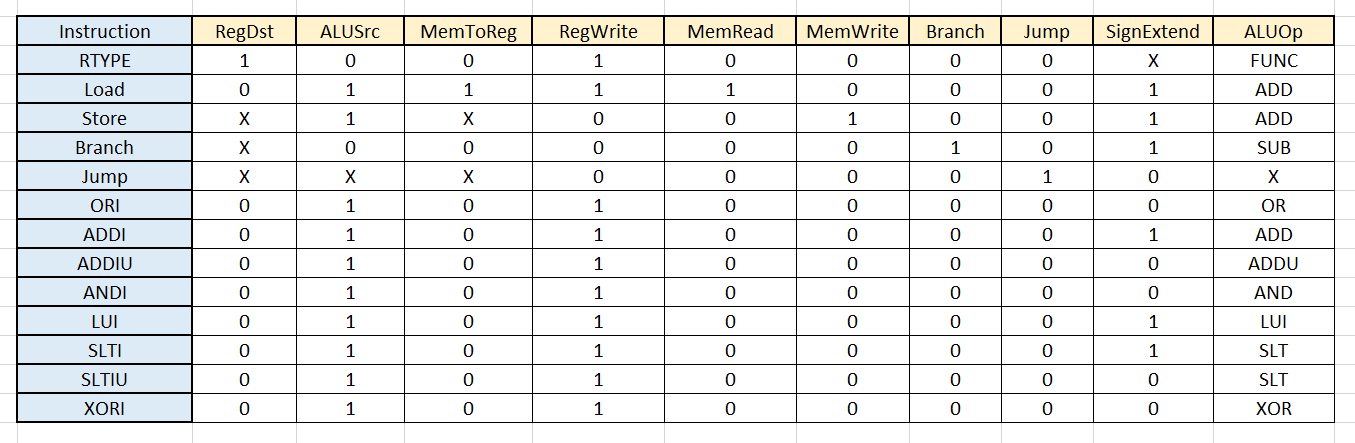 Instruction RegDst ALUSrc MemToReg RegWrite MemRead MemWrite Branch Jump SignExtend ALUOp
RTYPE 1 0 0 1 0 0 0 0 X FUNC
Load 0 1 1 1 1 0 0 0 1 ADD
Store X 1 X 0 0 1 0 0 1 ADD
Branch X 0 0 0 0 0 1 0 1 SUB
Jump X X X 0 0 0 0 1 0 X
ORI 0 1 0 1 0 0 0 0 0 OR
ADDI 0 1 0 1 0 0 0 0 1 ADD
ADDIU 0 1 0 1 0 0 0 0 0 ADDU
ANDI 0 1 0 1 0 0 0 0 0 AND
LUI 0 1 0 1 0 0 0 0 1 LUI
SLTI 0 1 0 1 0 0 0 0 1 SLT
SLTIU 0 1 0 1 0 0 0 0 0 SLT
XORI 0 1 0 1 0 0 0 0 0 XOR